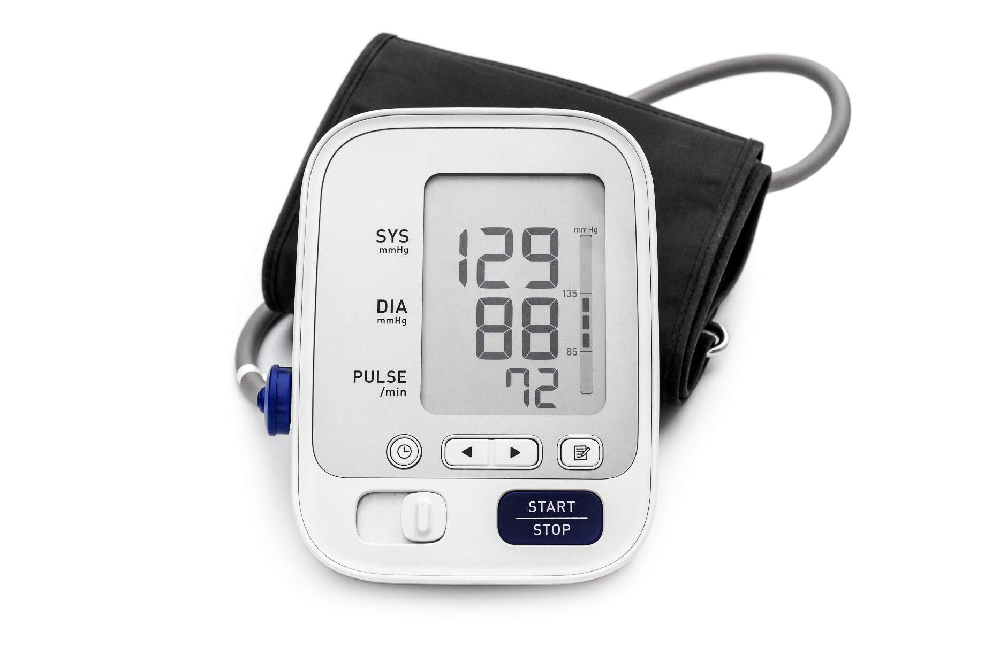 SYS
mmHg
129
mmHg
135
DIA
mmHg
88
85
PULSE
/min
72
START
STOP